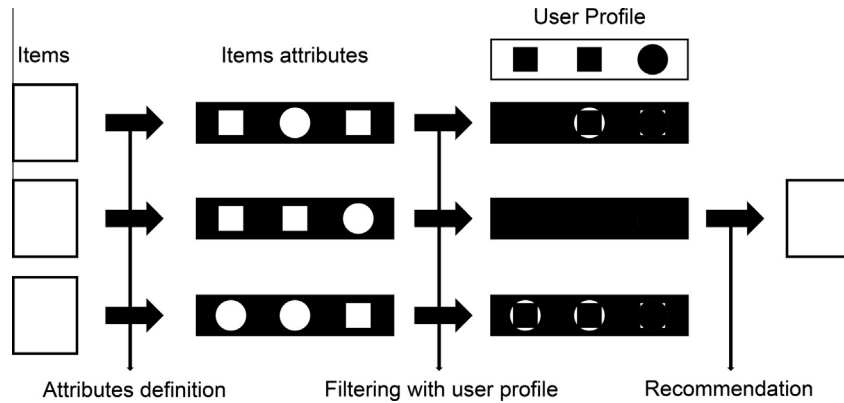 User Profile
Items
Items attributes
Attributes definition
Filtering with user profile
Recommendation